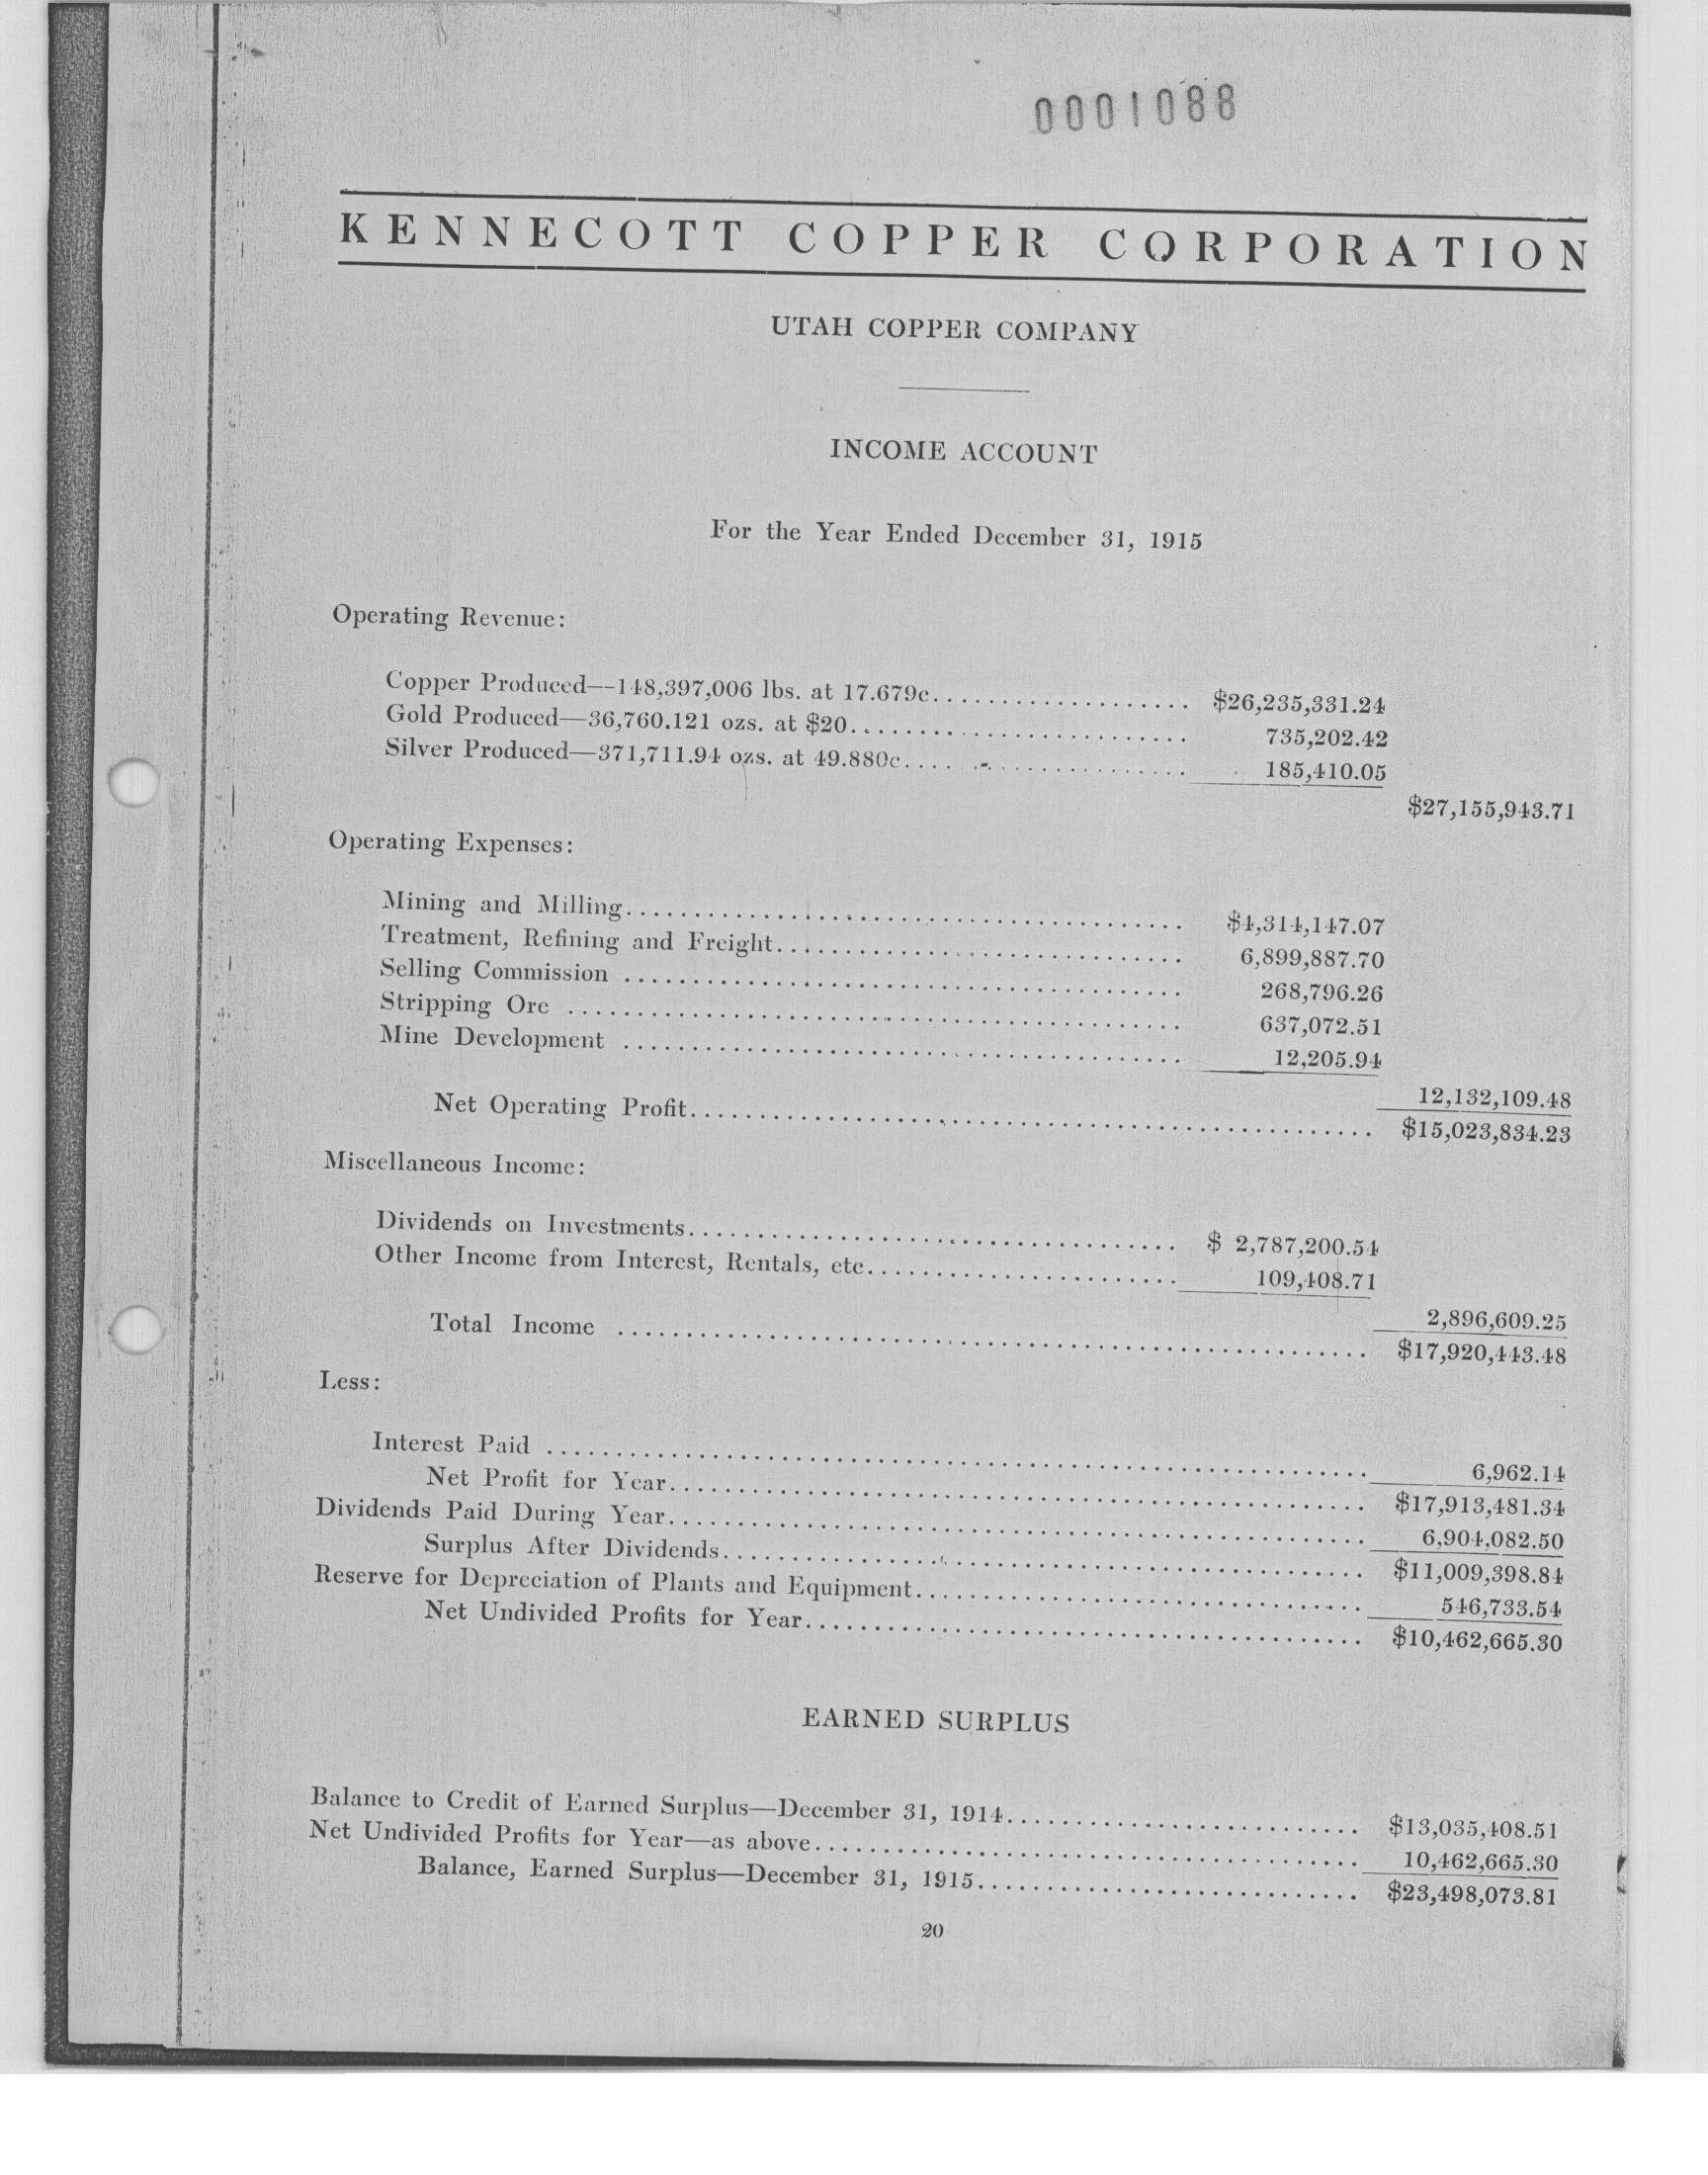 0001088
KENNECOTT COPPER CORPORATION
UTAH COPPER COMPANY
INCOME ACCOUNT
For the Year Ended December 31, 1915
Operating Revenue:
Copper Produced—148,397,006 lbs. at 17.679c.................... $26,235,331.24
Gold Produced—36,760.121 ozs. at $20......................... 735,202.42
Silver Produced—371,711.94 ozs. at 49.880c..................... 185,410.05
$27,155,943.71
Operating Expenses:
Mining and Milling......................................... $4,314,147.07
Treatment, Refining and Freight.............................. 6,899,887.70
Selling Commission ......................................... 268,796.26
Stripping Ore ............................................. 637,072.51
Mine Development ......................................... 12,205.94
12,132,109.48
Net Operating Profit.................................................. $15,023,834.23
Miscellaneous Income:
Dividends on Investments.................................... $ 2,787,200.54
Other Income from Interest, Rentals, etc....................... 109,408.71
2,896,609.25
Total Income ....................................................... $17,920,443.48
Less:
Interest Paid ............................................................ 6,962.14
Net Profit for Year................................................... $17,913,481.34
Dividends Paid During Year................................................... 6,904,082.50
Surplus After Dividends............................................... $11,009,398.84
Reserve for Depreciation of Plants and Equipment................................. 546,733.54
Net Undivided Profits for Year......................................... $10,462,665.30
EARNED SURPLUS
Balance to Credit of Earned Surplus—December 31, 1914.......................... $13,035,408.51
Net Undivided Profits for Year—as above........................................ 10,462,665.30
Balance, Earned Surplus—December 31, 1915............................ $23,498,073.81
20